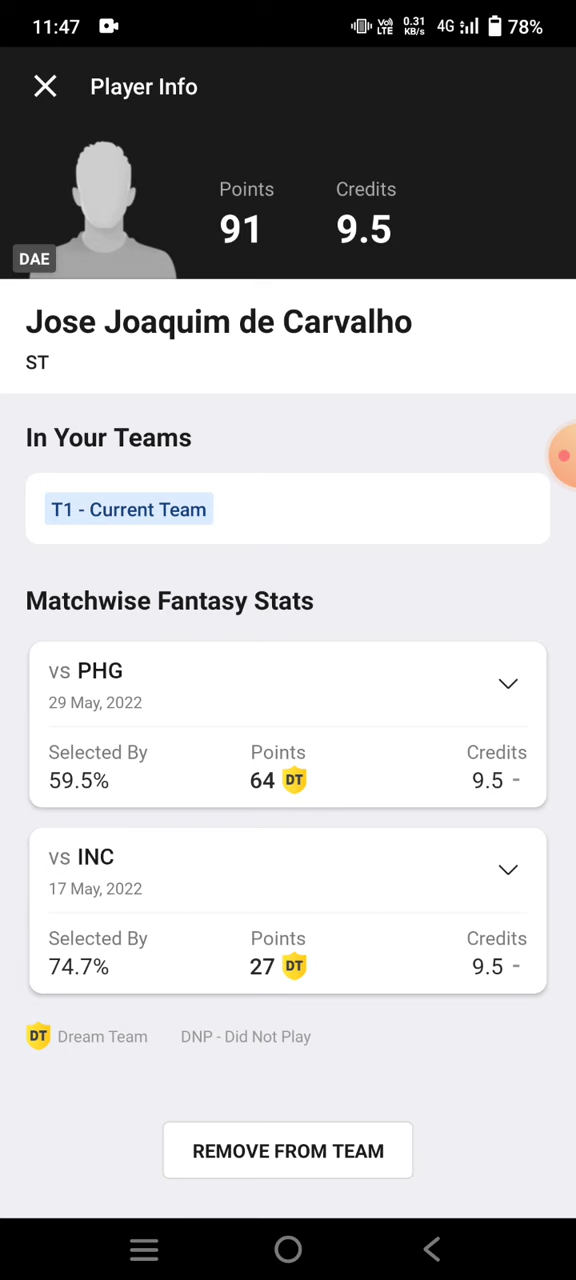 11:47 Vo) LTE 0.31 KB/s 4G 78%
Player Info
Points Credits
91 9.5
DAE
Jose Joaquim de Carvalho
ST
In Your Teams
T1 - Current Team
Matchwise Fantasy Stats
vs PHG
29 May, 2022
Selected By Points Credits
59.5% 64 DT 9.5 -
vs INC
17 May, 2022
Selected By Points Credits
74.7% 27 DT 9.5 -
DT Dream Team DNP - Did Not Play
REMOVE FROM TEAM